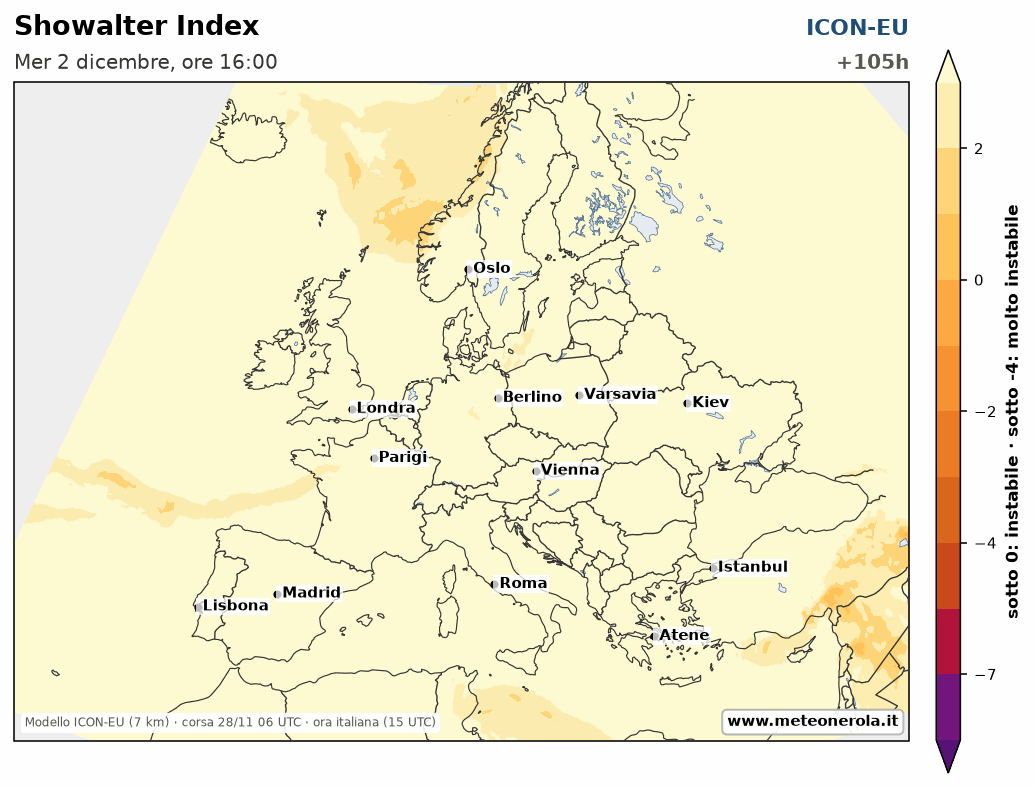 Showalter Index
ICON-EU
Mer 2 dicembre, ore 16:00
+105h
Oslo
Londra
Berlino
Varsavia
Kiev
Parigi
Vienna
Istanbul
Roma
Madrid
Lisbona
Atene
Modello ICON-EU (7 km) · corsa 28/11 06 UTC · ora italiana (15 UTC)
www.meteonerola.it
2
0
−2
−4
−7
sotto 0: instabile · sotto -4: molto instabile